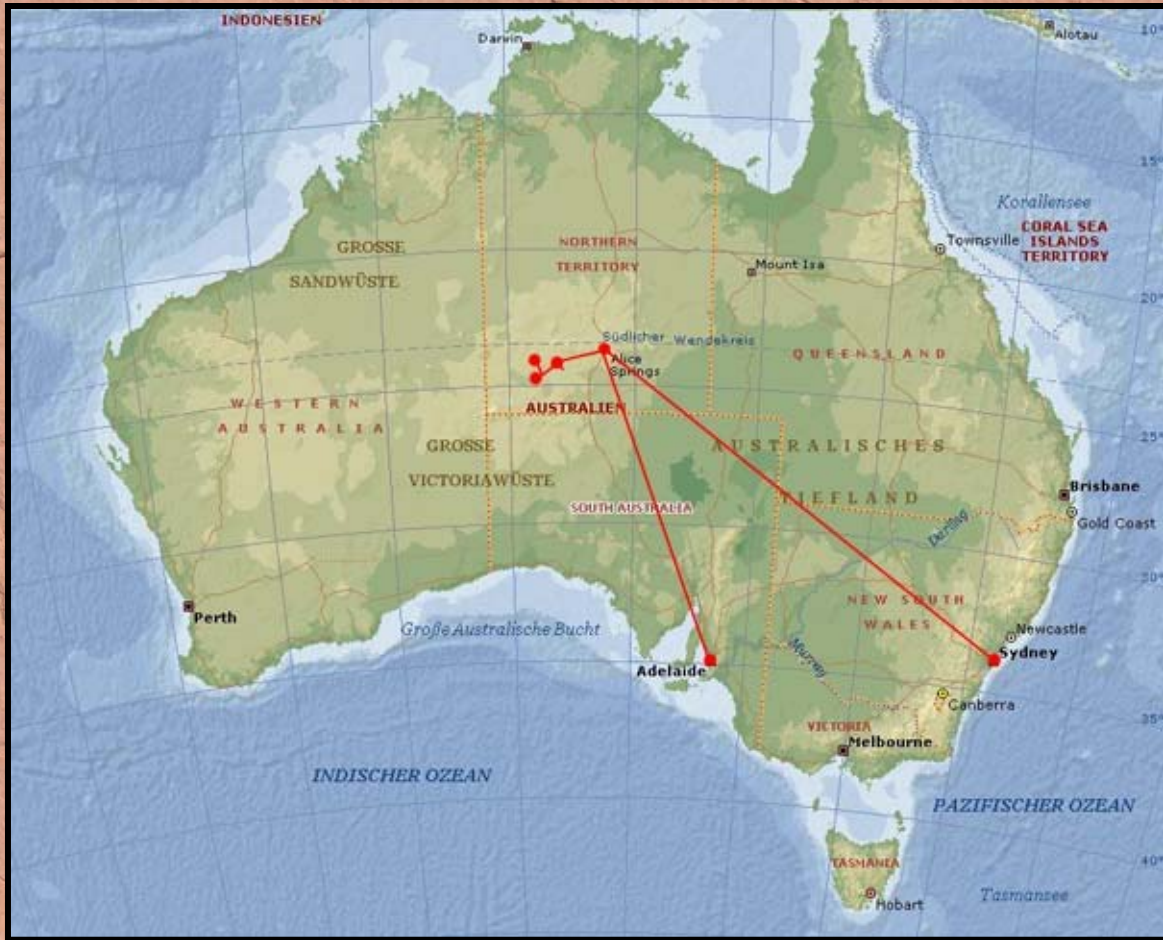 INDONESIEN
Alotau
10°
Darwin
15°
Korallensee
CORAL SEA
ISLANDS
TERRITORY
Townsville
GROSSE
SANDWÜSTE
NORTHERN
TERRITORY
Mount Isa
20°
Südlicher Wendekreis
Alice
Springs
QUEENSLAND
WESTERN
AUSTRALIA
AUSTRALIEN
25°
GROSSE
VICTORIAWÜSTE
AUSTRALISCHES
TIEFLAND
SOUTH AUSTRALIA
Brisbane
Gold Coast
Darling
30°
Perth
Große Australische Bucht
NEW SOUTH
WALES
Newcastle
Sydney
Murray
Adelaide
Canberra
35°
VICTORIA
Melbourne
INDISCHER OZEAN
PAZIFISCHER OZEAN
TASMANIA
40°
Hobart
Tasmansee